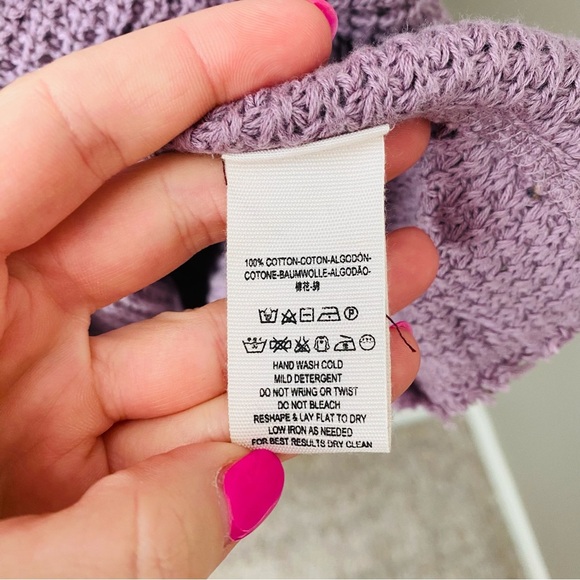 100% COTTON-COTON-ALGODÓN-
COTONE-BAUMWOLLE-ALGODÃO-
棉花-綿
HAND WASH COLD
MILD DETERGENT
DO NOT WRING OR TWIST
DO NOT BLEACH
RESHAPE & LAY FLAT TO DRY
LOW IRON AS NEEDED
FOR BEST RESULTS DRY CLEAN